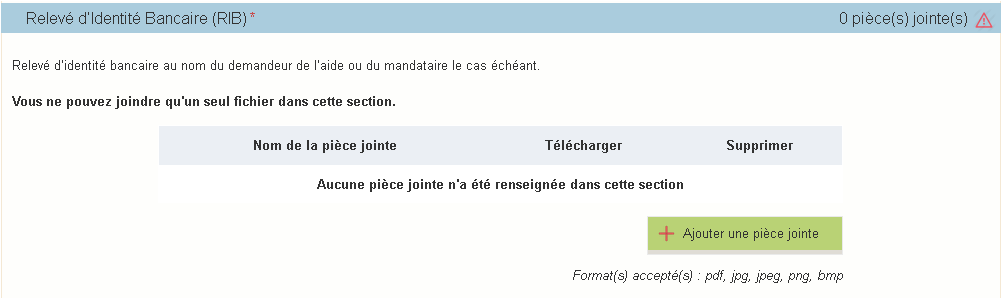 Relevé d'Identité Bancaire (RIB) * 0 pièce(s) jointe(s)
Relevé d'identité bancaire au nom du demandeur de l'aide ou du mandataire le cas échéant.
Vous ne pouvez joindre qu'un seul fichier dans cette section.
Nom de la pièce jointe Télécharger Supprimer
Aucune pièce jointe n'a été renseignée dans cette section
Ajouter une pièce jointe
Format(s) accepté(s) : pdf, jpg, jpeg, png, bmp